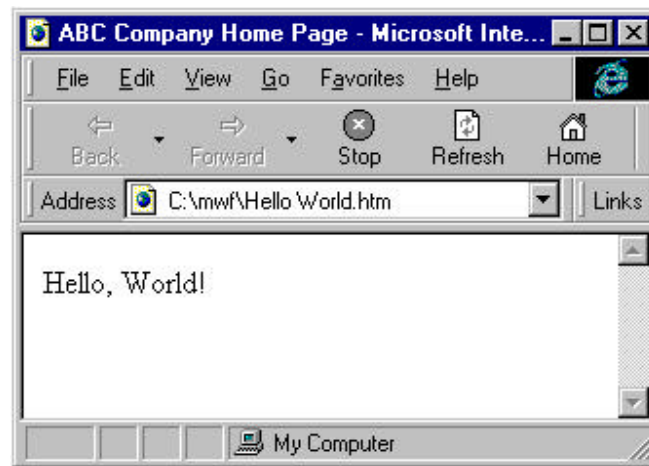 ABC Company Home Page - Microsoft Inte...
File Edit View Go Favorites Help
Back Forward Stop Refresh Home
Address C:\mwf\Hello World.htm Links
Hello, World!
My Computer